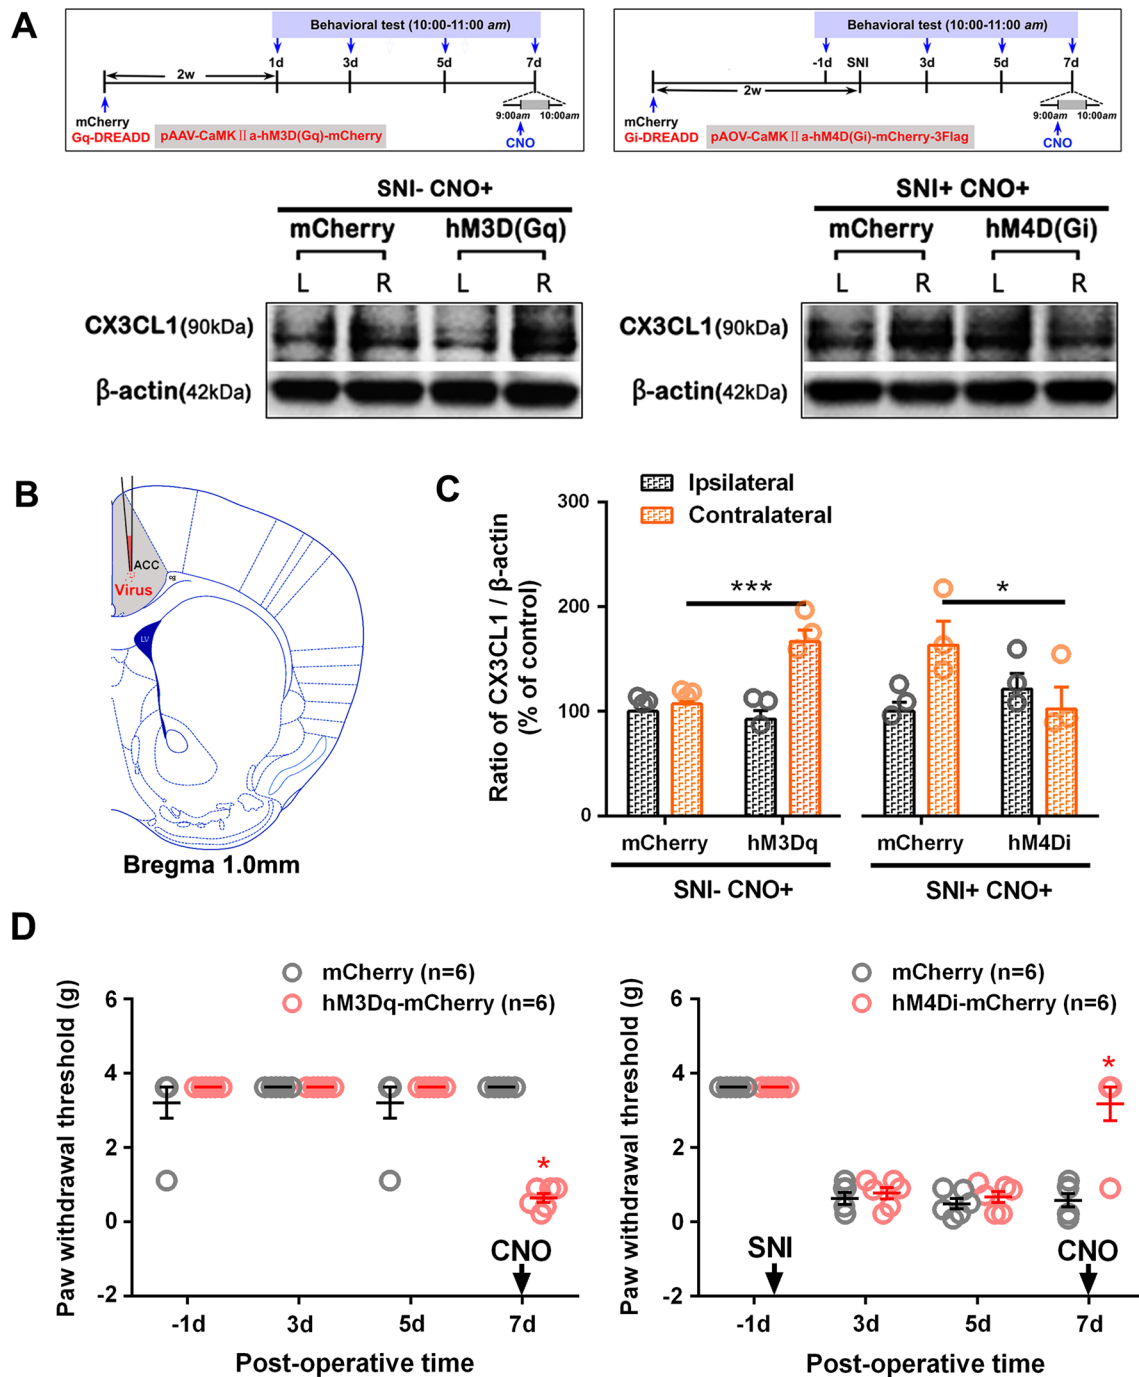 A
Behavioral test (10:00-11:00 am)
1d 3d 5d 7d
2w
mCherry
Gq-DREADD pAAV-CaMKⅡa-hM3D(Gq)-mCherry
9:00am 10:00am
CNO
Behavioral test (10:00-11:00 am)
-1d SNI 3d 5d 7d
2w
mCherry
Gi-DREADD pAOV-CaMKⅡa-hM4D(Gi)-mCherry-3Flag
9:00am 10:00am
CNO
SNI- CNO+
mCherry hM3D(Gq)
L R L R
CX3CL1(90kDa)
β-actin(42kDa)
SNI+ CNO+
mCherry hM4D(Gi)
L R L R
CX3CL1(90kDa)
β-actin(42kDa)
B
ACC
cg
Virus
LV
Bregma 1.0mm
C
Ipsilateral
Contralateral
Ratio of CX3CL1 / β-actin
(% of control)
300
200
100
0
*** *
mCherry hM3Dq mCherry hM4Di
SNI- CNO+ SNI+ CNO+
D
mCherry (n=6)
hM3Dq-mCherry (n=6)
Paw withdrawal threshold (g)
6
4
2
0
-2
*
CNO
-1d 3d 5d 7d
Post-operative time
mCherry (n=6)
hM4Di-mCherry (n=6)
Paw withdrawal threshold (g)
6
4
2
0
-2
*
SNI CNO
-1d 3d 5d 7d
Post-operative time